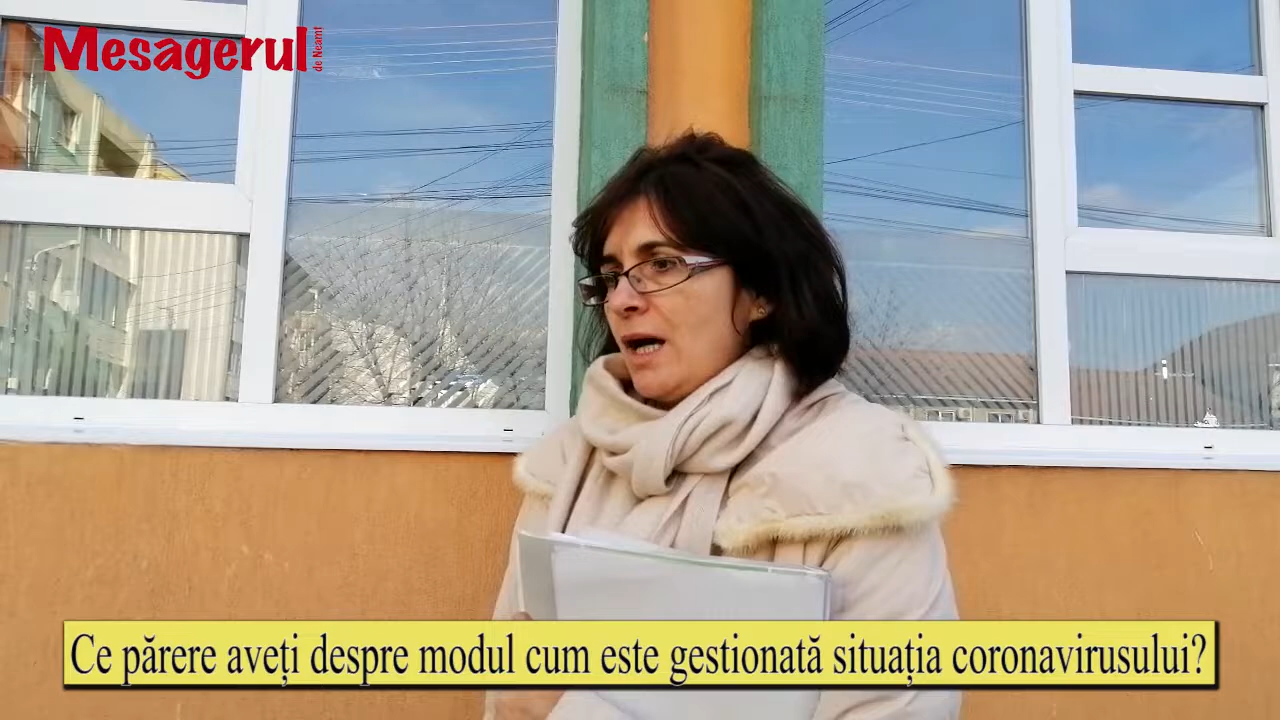 Mesagerul
de Neamț
Ce părere aveți despre modul cum este gestionată situația coronavirusului?